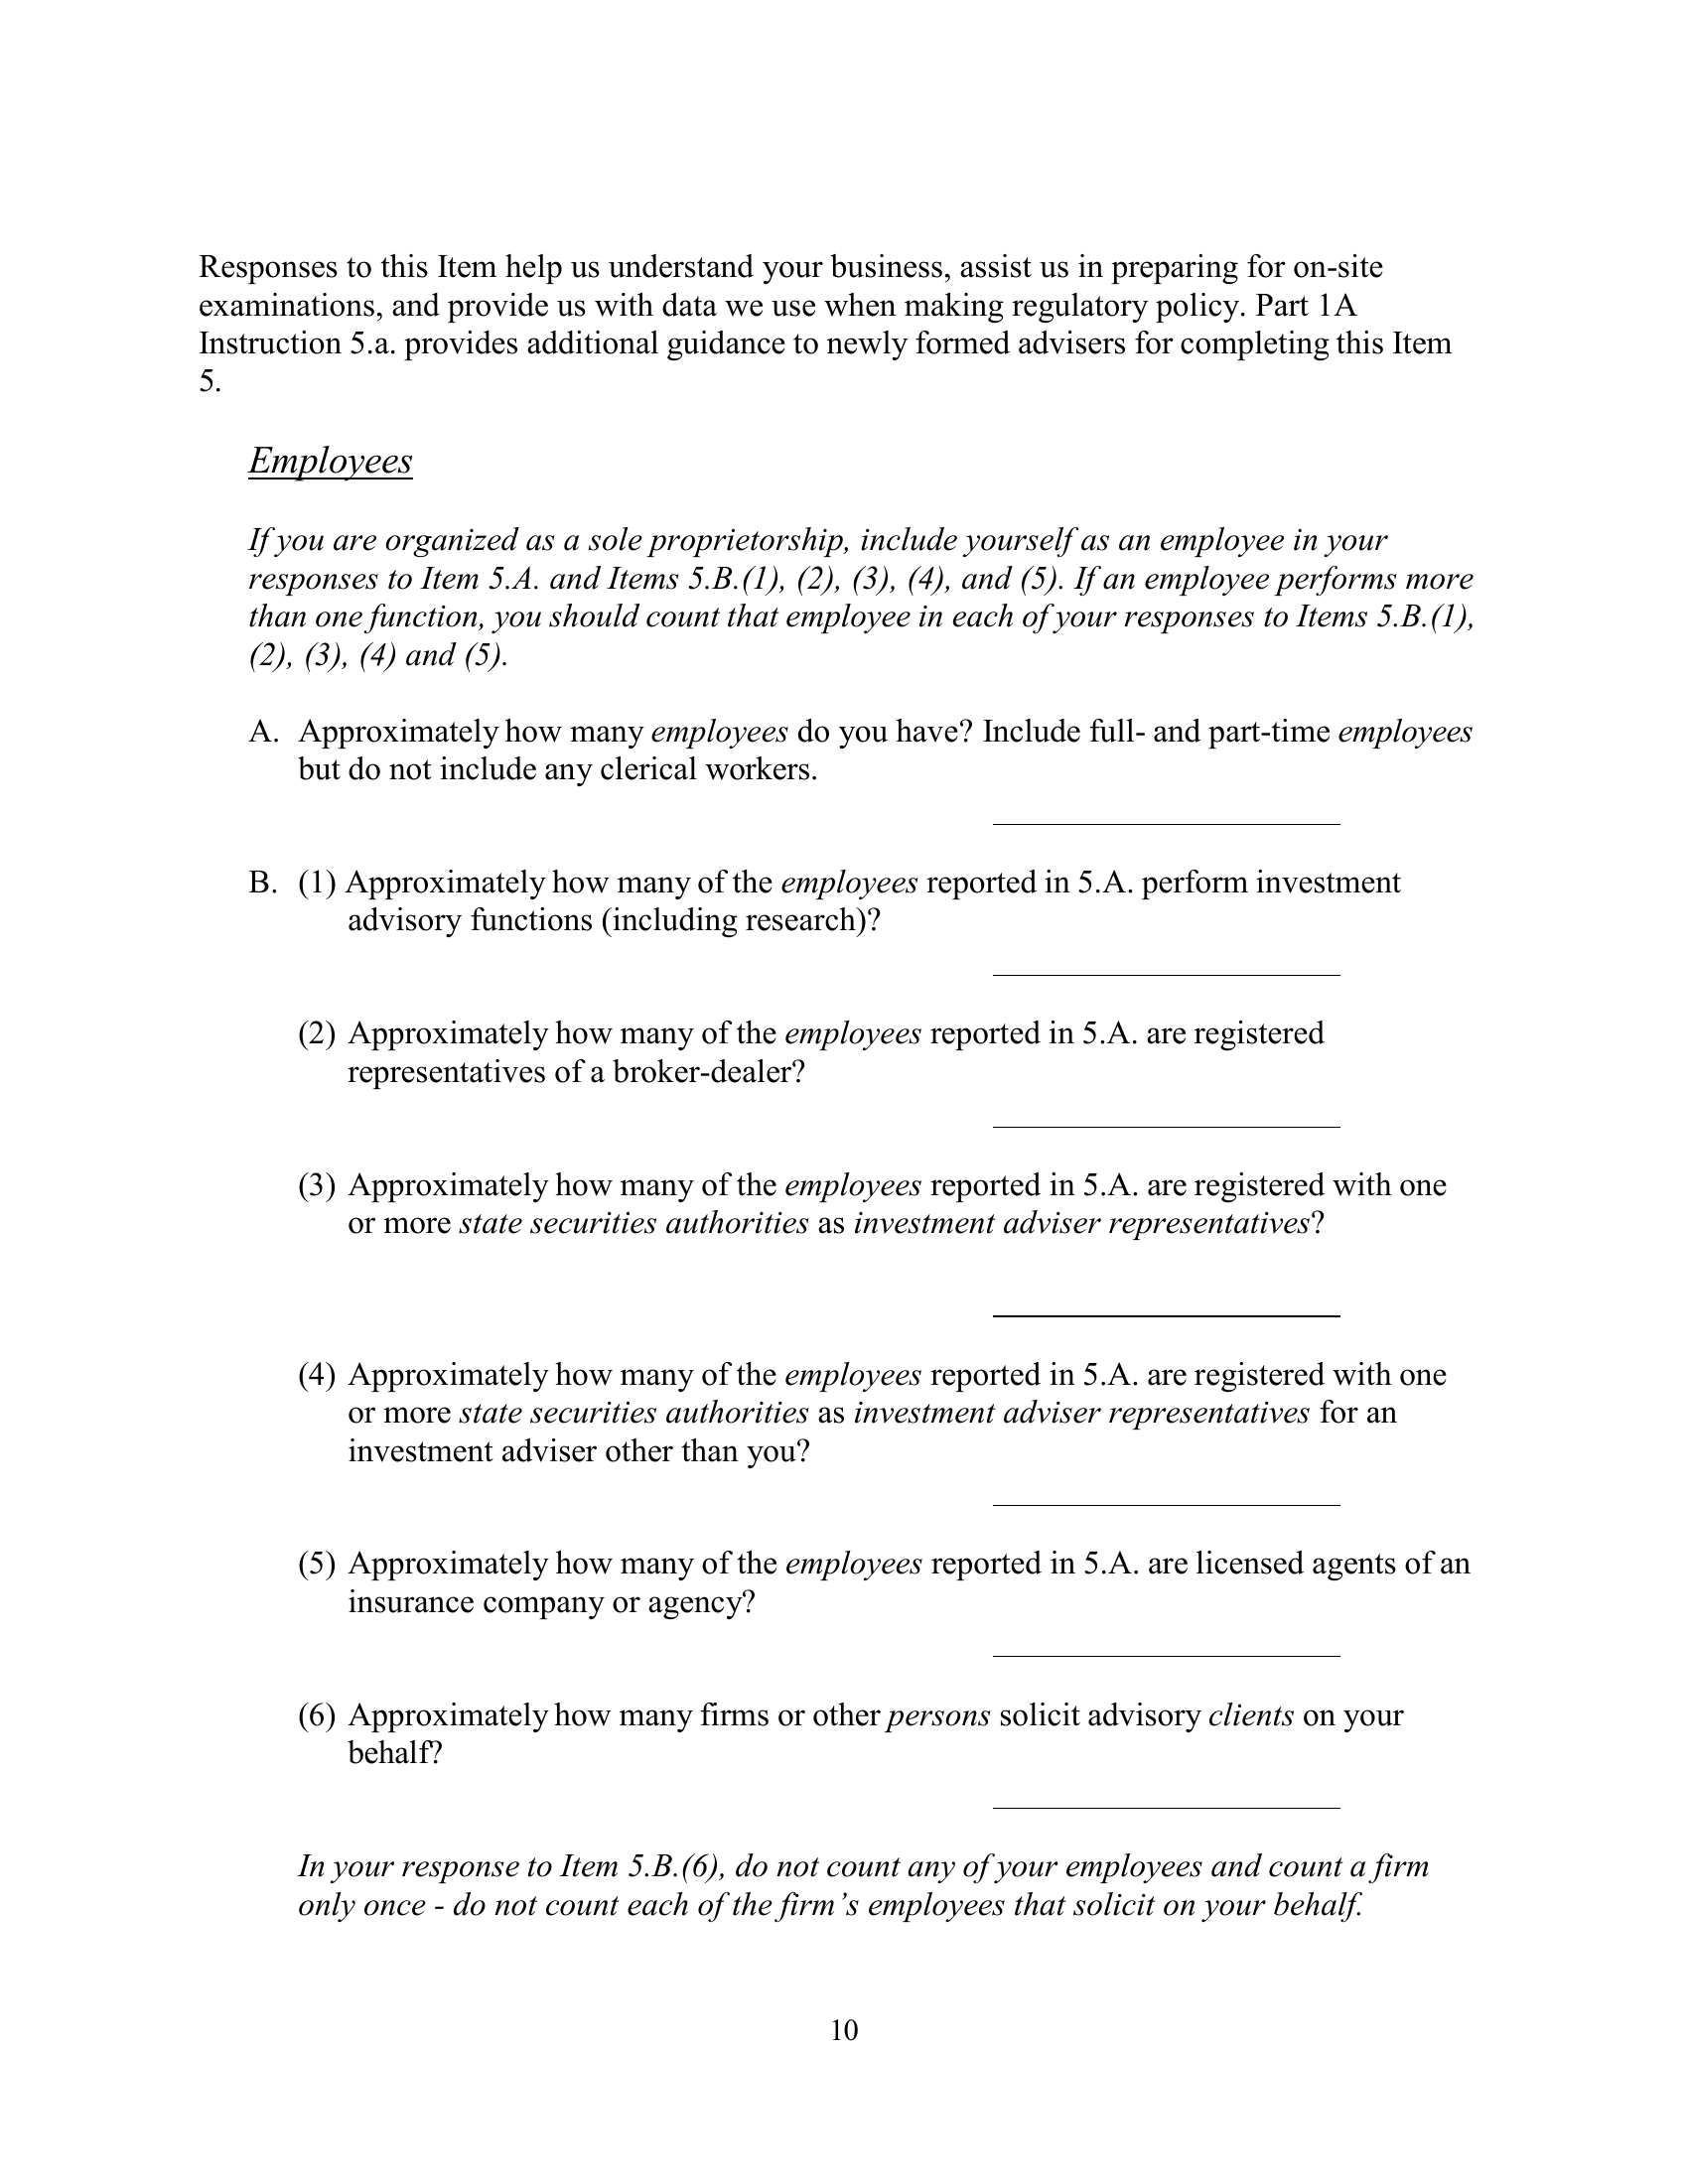 Responses to this Item help us understand your business, assist us in preparing for on-site
examinations, and provide us with data we use when making regulatory policy. Part 1A
Instruction 5.a. provides additional guidance to newly formed advisers for completing this Item
5.
Employees
If you are organized as a sole proprietorship, include yourself as an employee in your
responses to Item 5.A. and Items 5.B.(1), (2), (3), (4), and (5). If an employee performs more
than one function, you should count that employee in each of your responses to Items 5.B.(1),
(2), (3), (4) and (5).
A. Approximately how many employees do you have? Include full- and part-time employees
but do not include any clerical workers.
B. (1) Approximately how many of the employees reported in 5.A. perform investment
advisory functions (including research)?
(2) Approximately how many of the employees reported in 5.A. are registered
representatives of a broker-dealer?
(3) Approximately how many of the employees reported in 5.A. are registered with one
or more state securities authorities as investment adviser representatives?
(4) Approximately how many of the employees reported in 5.A. are registered with one
or more state securities authorities as investment adviser representatives for an
investment adviser other than you?
(5) Approximately how many of the employees reported in 5.A. are licensed agents of an
insurance company or agency?
(6) Approximately how many firms or other persons solicit advisory clients on your
behalf?
In your response to Item 5.B.(6), do not count any of your employees and count a firm
only once - do not count each of the firm’s employees that solicit on your behalf.
10